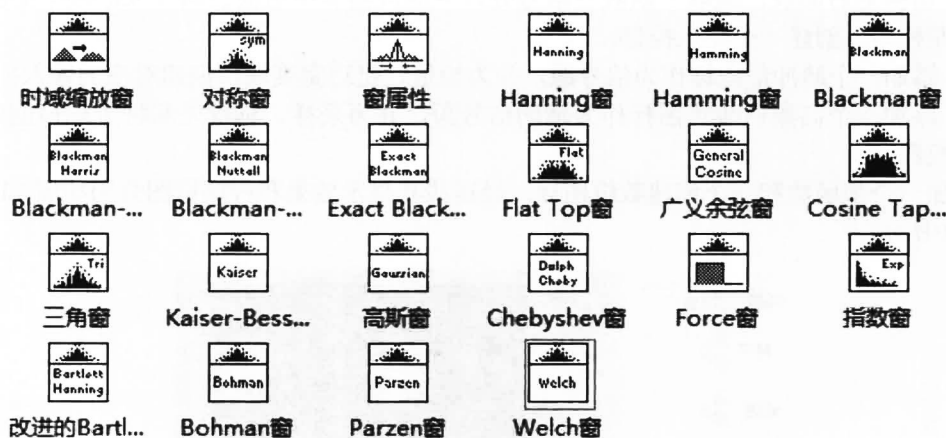 sym
时域缩放窗
对称窗
窗属性
Hanning
Hanning窗
Hamming
Hamming窗
Blackman
Blackman窗
Blackman
Harris
Blackman-...
Blackman
Nuttall
Blackman-...
Exact
Blackman
Exact Black...
Flat
Flat Top窗
General
Cosine
广义余弦窗
Cosine Tap...
Tri
三角窗
Kaiser
Kaiser-Bess...
Gaussian
高斯窗
Dolph
Cheby
Chebyshev窗
Force窗
Exp
指数窗
Bartlett
Hanning
改进的Bartl...
Bohman
Bohman窗
Parzen
Parzen窗
Welch
Welch窗